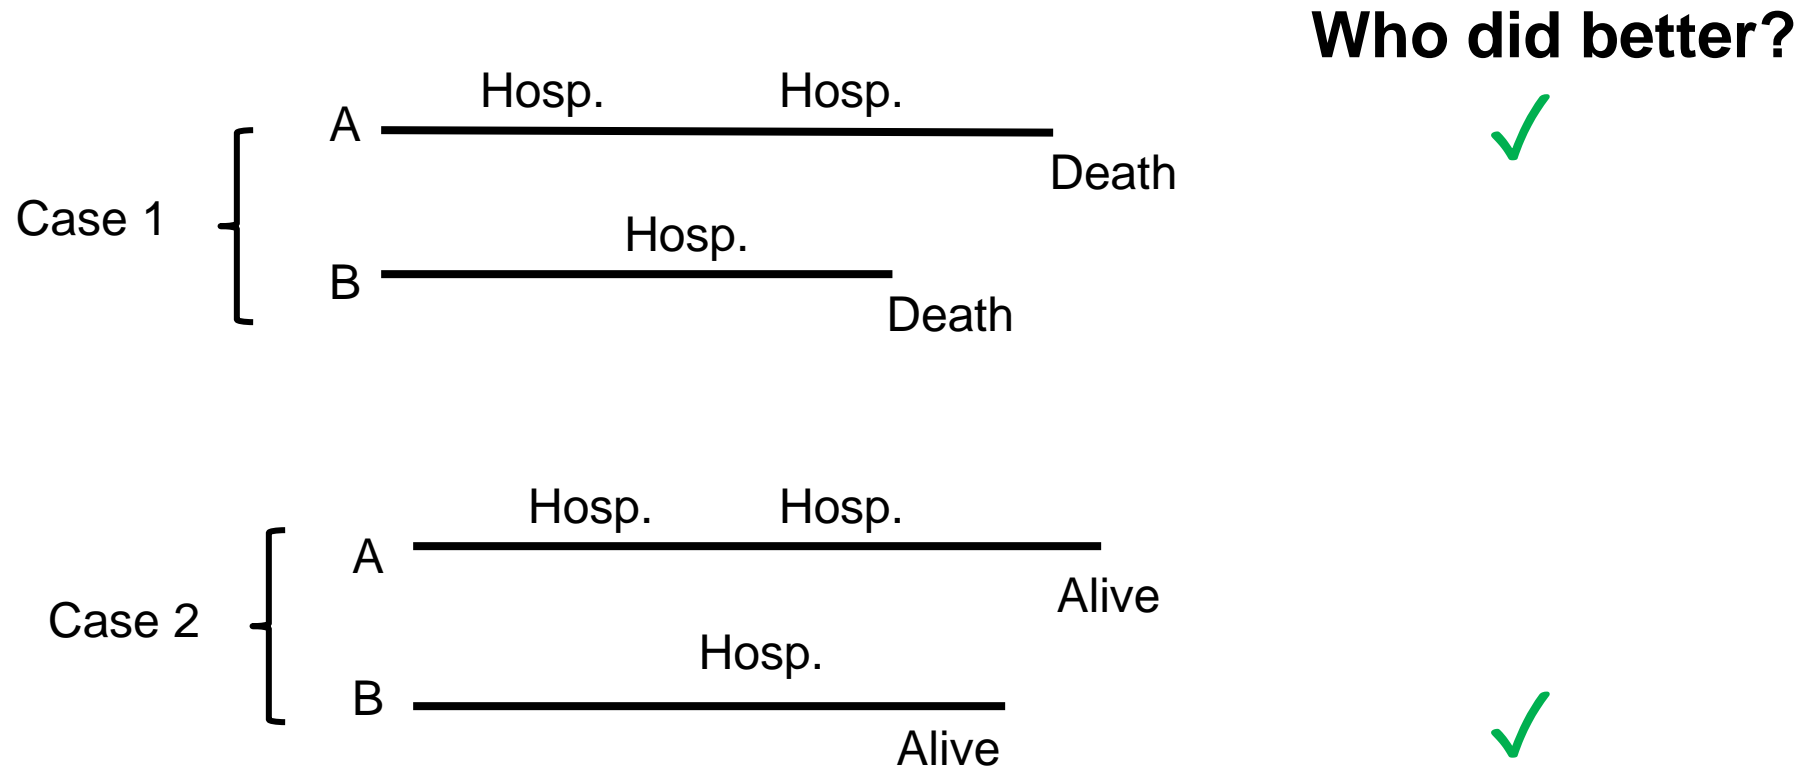 Who did better?
Hosp. Hosp.
A
Death
Case 1
Hosp.
B
Death
Hosp. Hosp.
A
Alive
Case 2
Hosp.
B
Alive